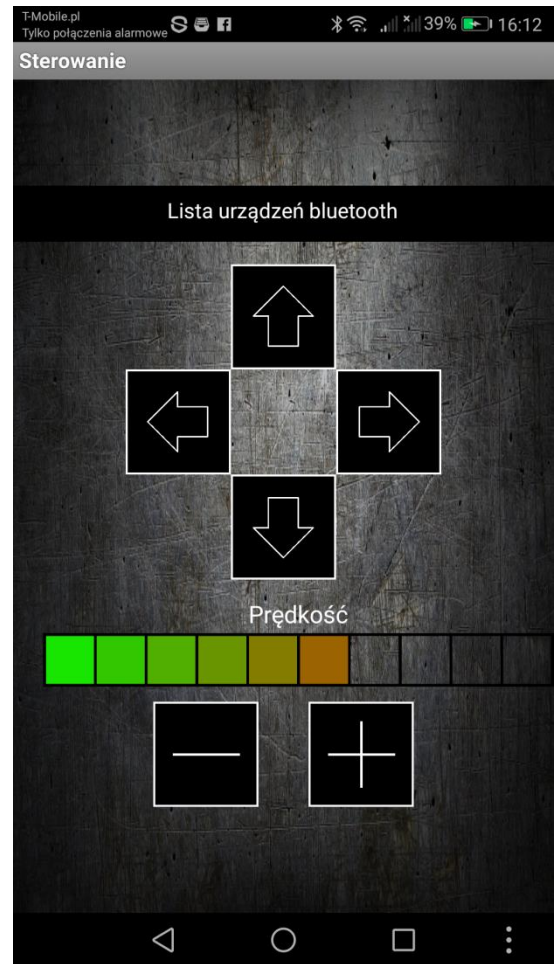 T-Mobile.pl
Tylko połączenia alarmowe
39% 16:12
Sterowanie
Lista urządzeń bluetooth
Prędkość